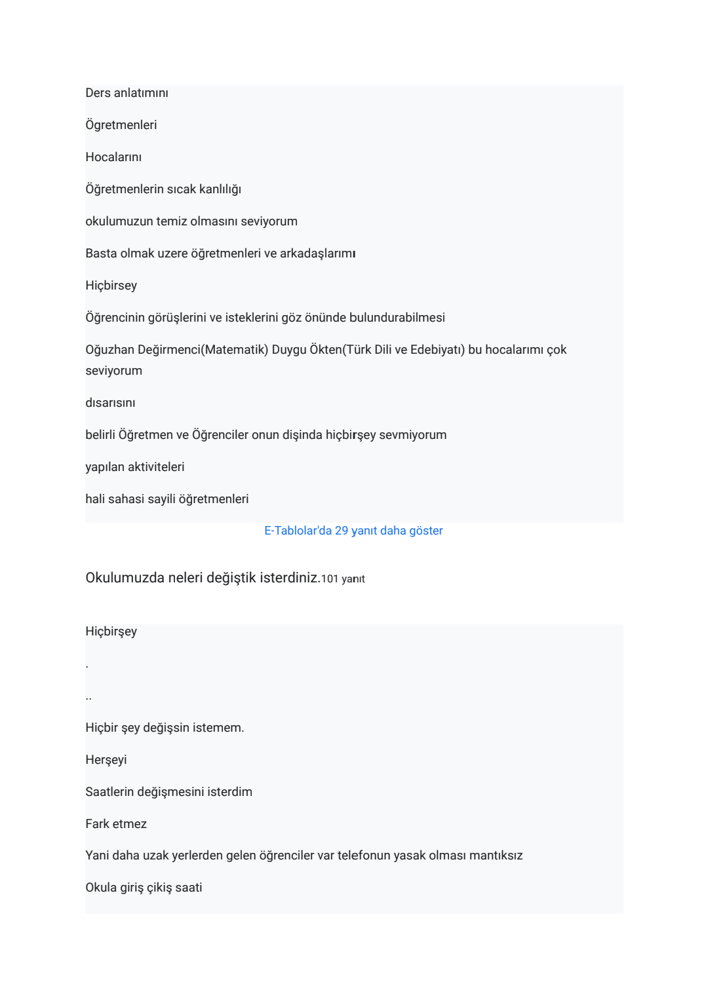 Ders anlatımını
Ögretmenleri
Hocalarını
Öğretmenlerin sıcak kanlılığı
okulumuzun temiz olmasını seviyorum
Basta olmak uzere öğretmenleri ve arkadaşlarımı
Hiçbirsey
Öğrencinin görüşlerini ve isteklerini göz önünde bulundurabilmesi
Oğuzhan Değirmenci(Matematik) Duygu Ökten(Türk Dili ve Edebiyatı) bu hocalarımı çok
seviyorum
dısarısını
belirli Öğretmen ve Öğrenciler onun dişinda hiçbirşey sevmiyorum
yapılan aktiviteleri
hali sahasi sayili öğretmenleri
E-Tablolar'da 29 yanıt daha göster
Okulumuzda neleri değiştik isterdiniz.101 yanıt
Hiçbirşey
.
..
Hiçbir şey değişsin istemem.
Herşeyi
Saatlerin değişmesini isterdim
Fark etmez
Yani daha uzak yerlerden gelen öğrenciler var telefonun yasak olması mantıksız
Okula giriş çikiş saati